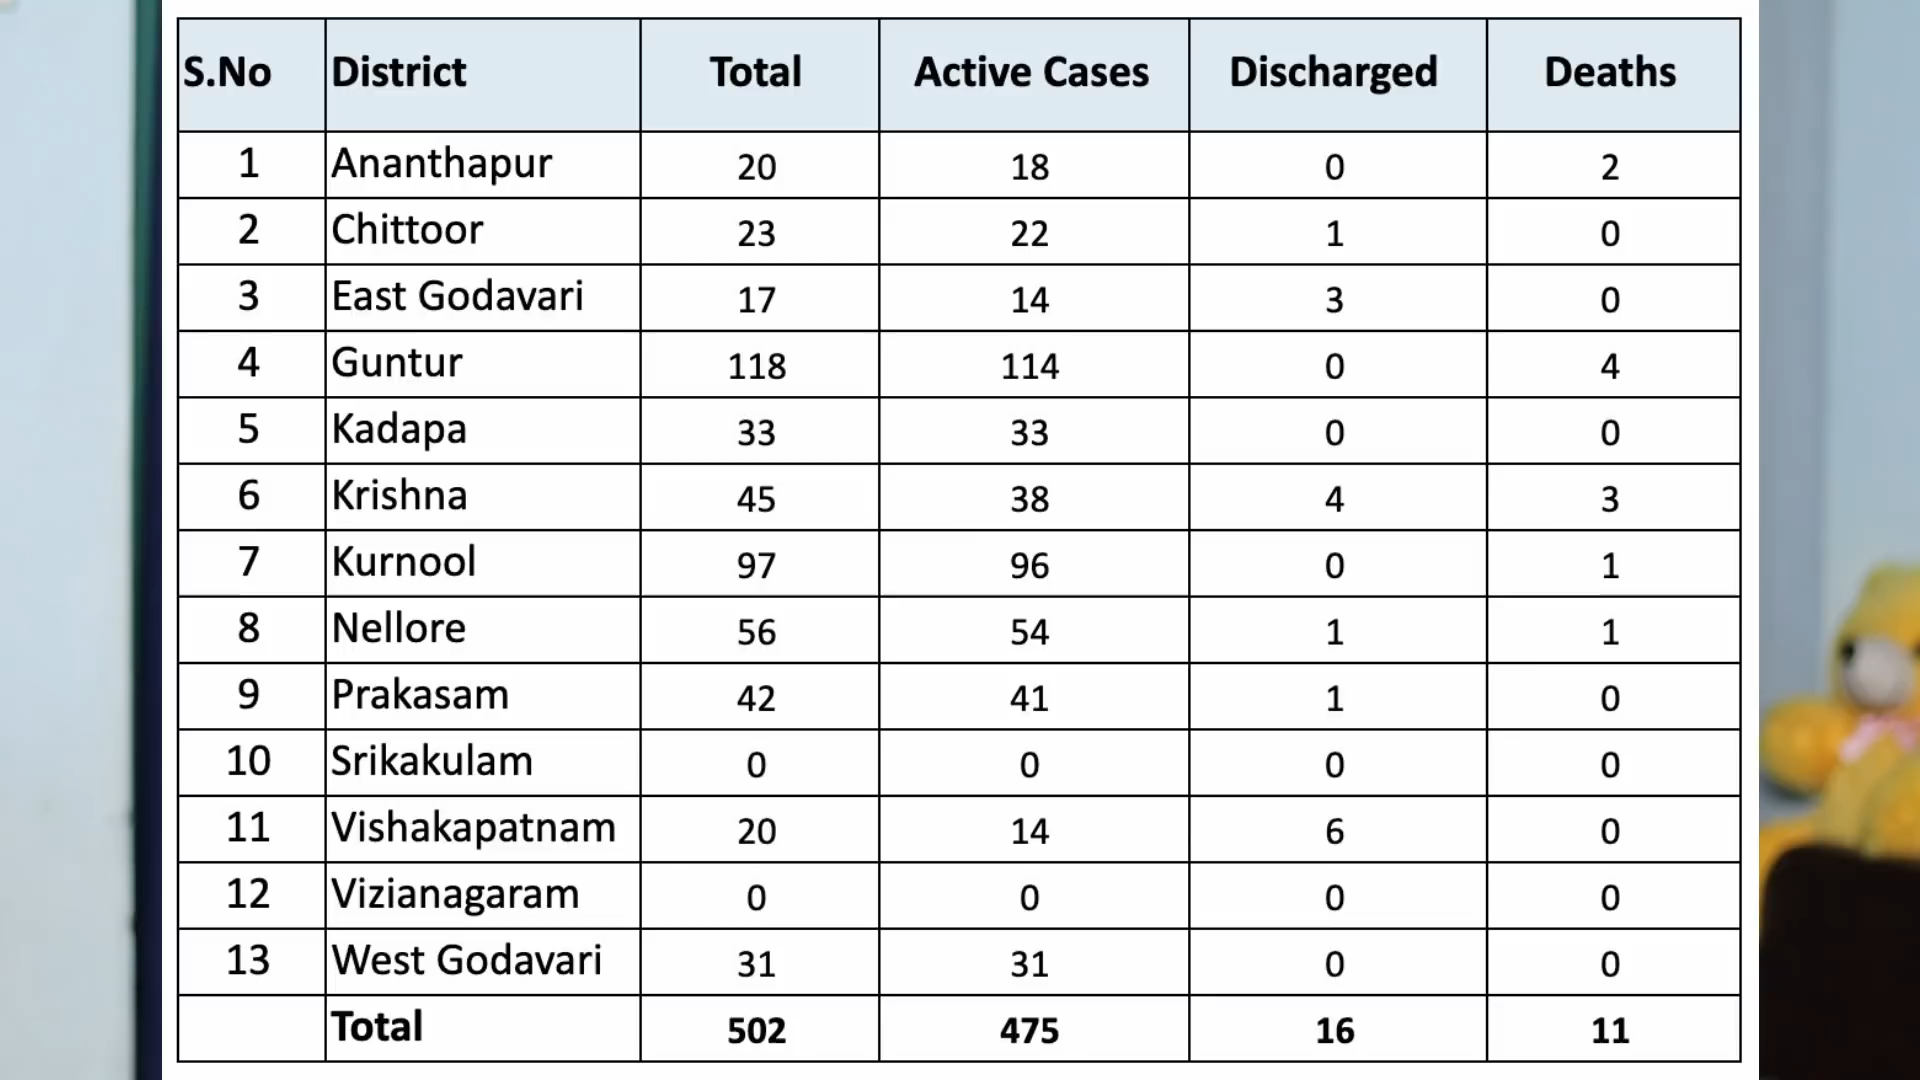 S.No District Total Active Cases Discharged Deaths
1 Ananthapur 20 18 0 2
2 Chittoor 23 22 1 0
3 East Godavari 17 14 3 0
4 Guntur 118 114 0 4
5 Kadapa 33 33 0 0
6 Krishna 45 38 4 3
7 Kurnool 97 96 0 1
8 Nellore 56 54 1 1
9 Prakasam 42 41 1 0
10 Srikakulam 0 0 0 0
11 Vishakapatnam 20 14 6 0
12 Vizianagaram 0 0 0 0
13 West Godavari 31 31 0 0
Total 502 475 16 11